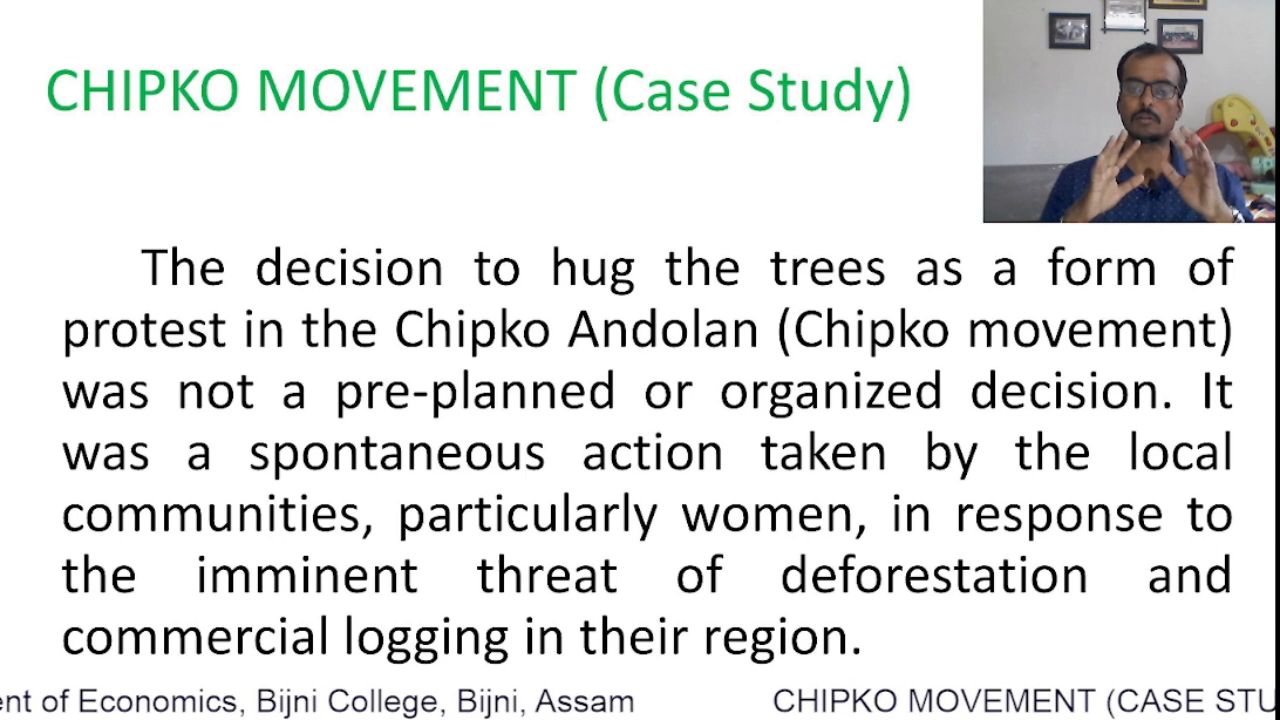 CHIPKO MOVEMENT (Case Study)
The decision to hug the trees as a form of
protest in the Chipko Andolan (Chipko movement)
was not a pre-planned or organized decision. It
was a spontaneous action taken by the local
communities, particularly women, in response to
the imminent threat of deforestation and
commercial logging in their region.
of Economics, Bijni College, Bijni, Assam CHIPKO MOVEMENT (CASE